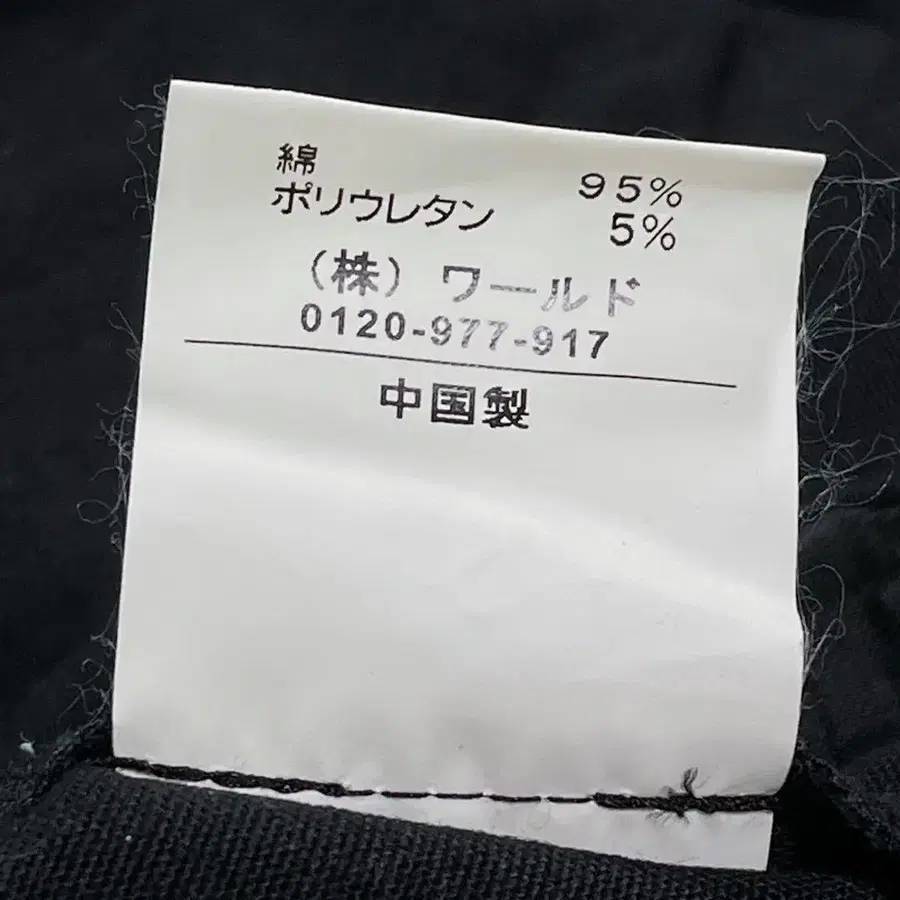 綿 95%
ポリウレタン 5%
（株）ワールド
0120-977-917
中国製